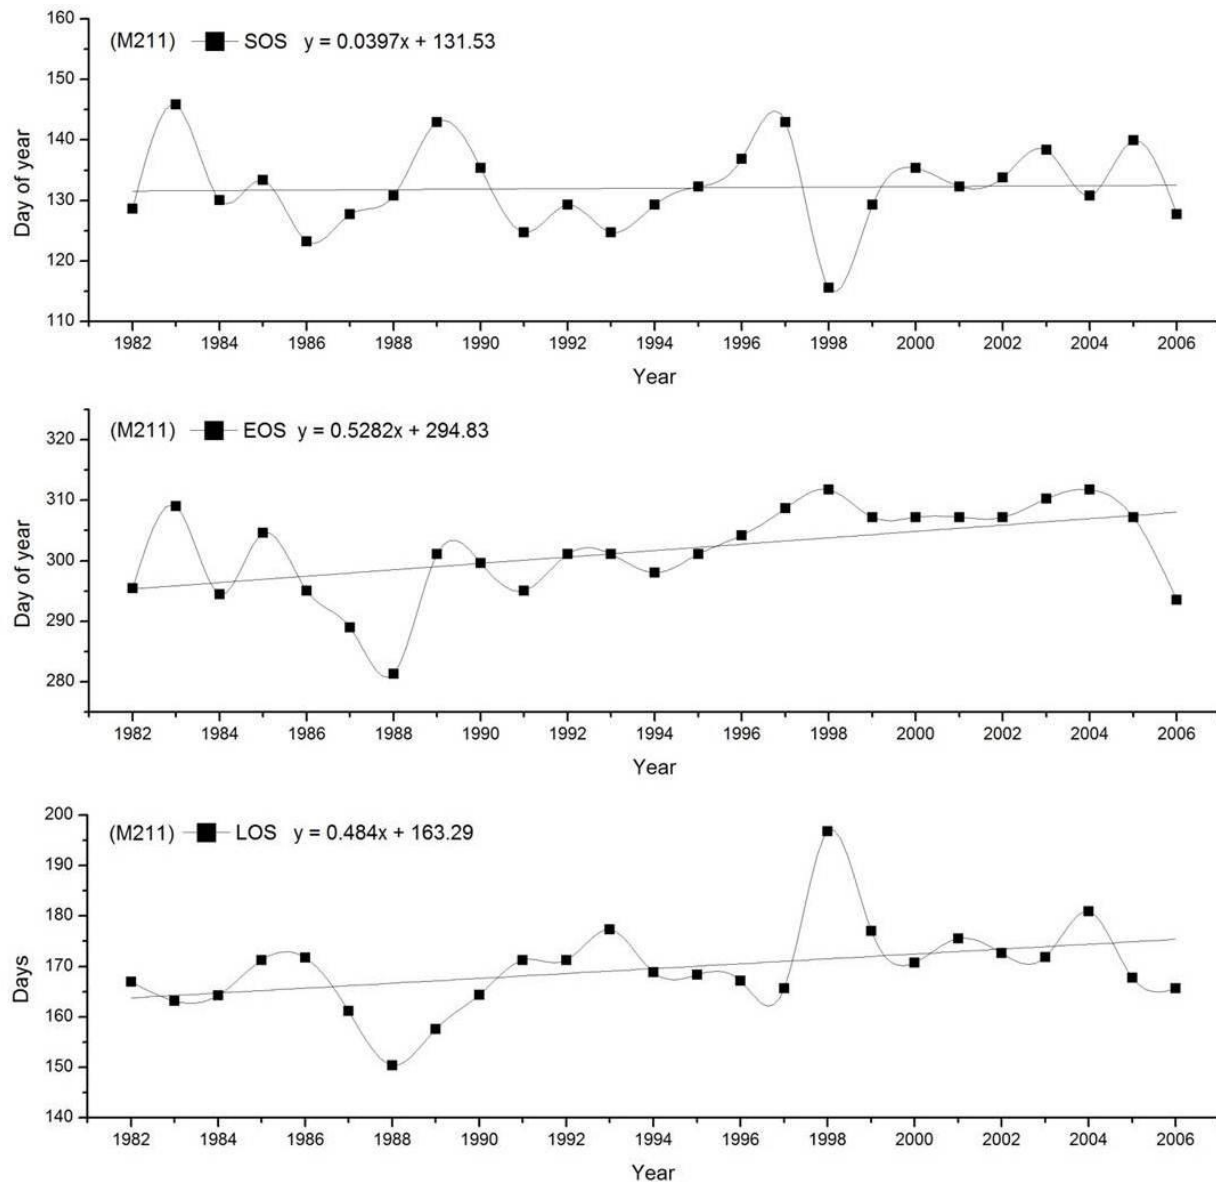 160
(M211) SOS y = 0.0397x + 131.53
150
140
Day of year
130
120
110
1982 1984 1986 1988 1990 1992 1994 1996 1998 2000 2002 2004 2006
Year
(M211) EOS y = 0.5282x + 294.83
320
310
Day of year
300
290
280
1982 1984 1986 1988 1990 1992 1994 1996 1998 2000 2002 2004 2006
Year
200
(M211) LOS y = 0.484x + 163.29
190
180
Days
170
160
150
140
1982 1984 1986 1988 1990 1992 1994 1996 1998 2000 2002 2004 2006
Year